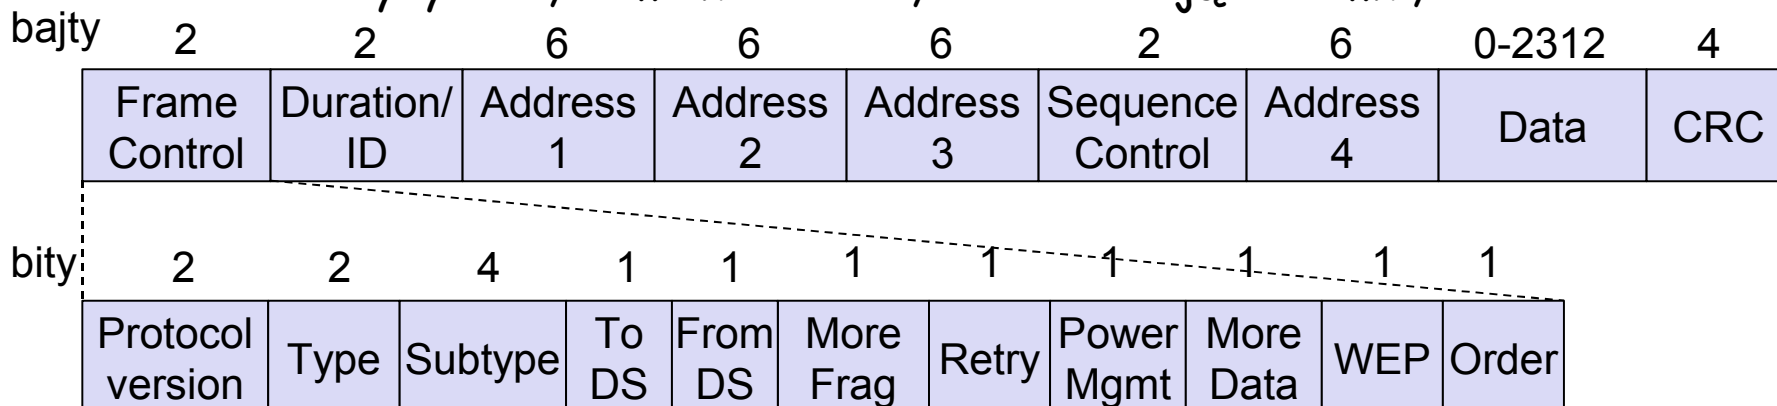 bajty 2 2 6 6 6 2 6 0-2312 4
Frame Control Duration/ ID Address 1 Address 2 Address 3 Sequence Control Address 4 Data CRC
bity 2 2 4 1 1 1 1 1 1 1 1
Protocol version Type Subtype To DS From DS More Frag Retry Power Mgmt More Data WEP Order